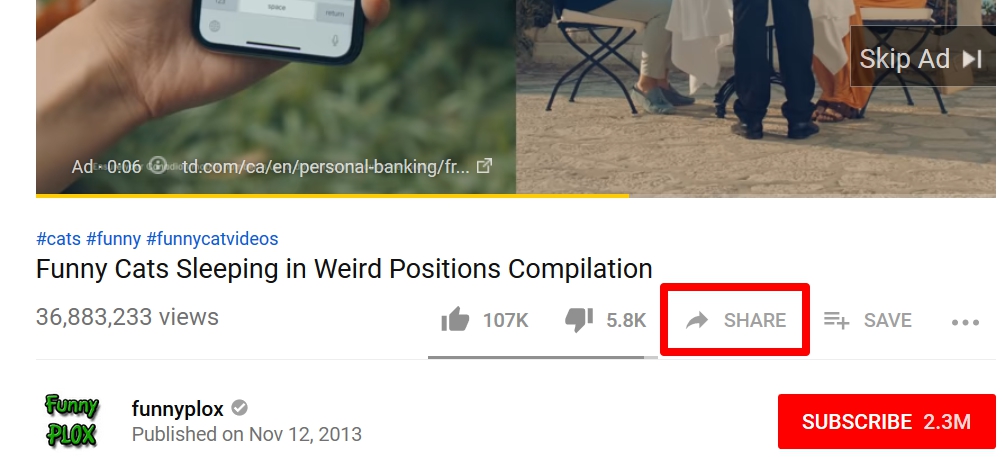 space
return
Skip Ad
Ad · 0:06 td.com/ca/en/personal-banking/fr...
#cats #funny #funnycatvideos
Funny Cats Sleeping in Weird Positions Compilation
36,883,233 views
107K
5.8K
SHARE
SAVE
Funny
PLOX
funnyplox
Published on Nov 12, 2013
SUBSCRIBE 2.3M